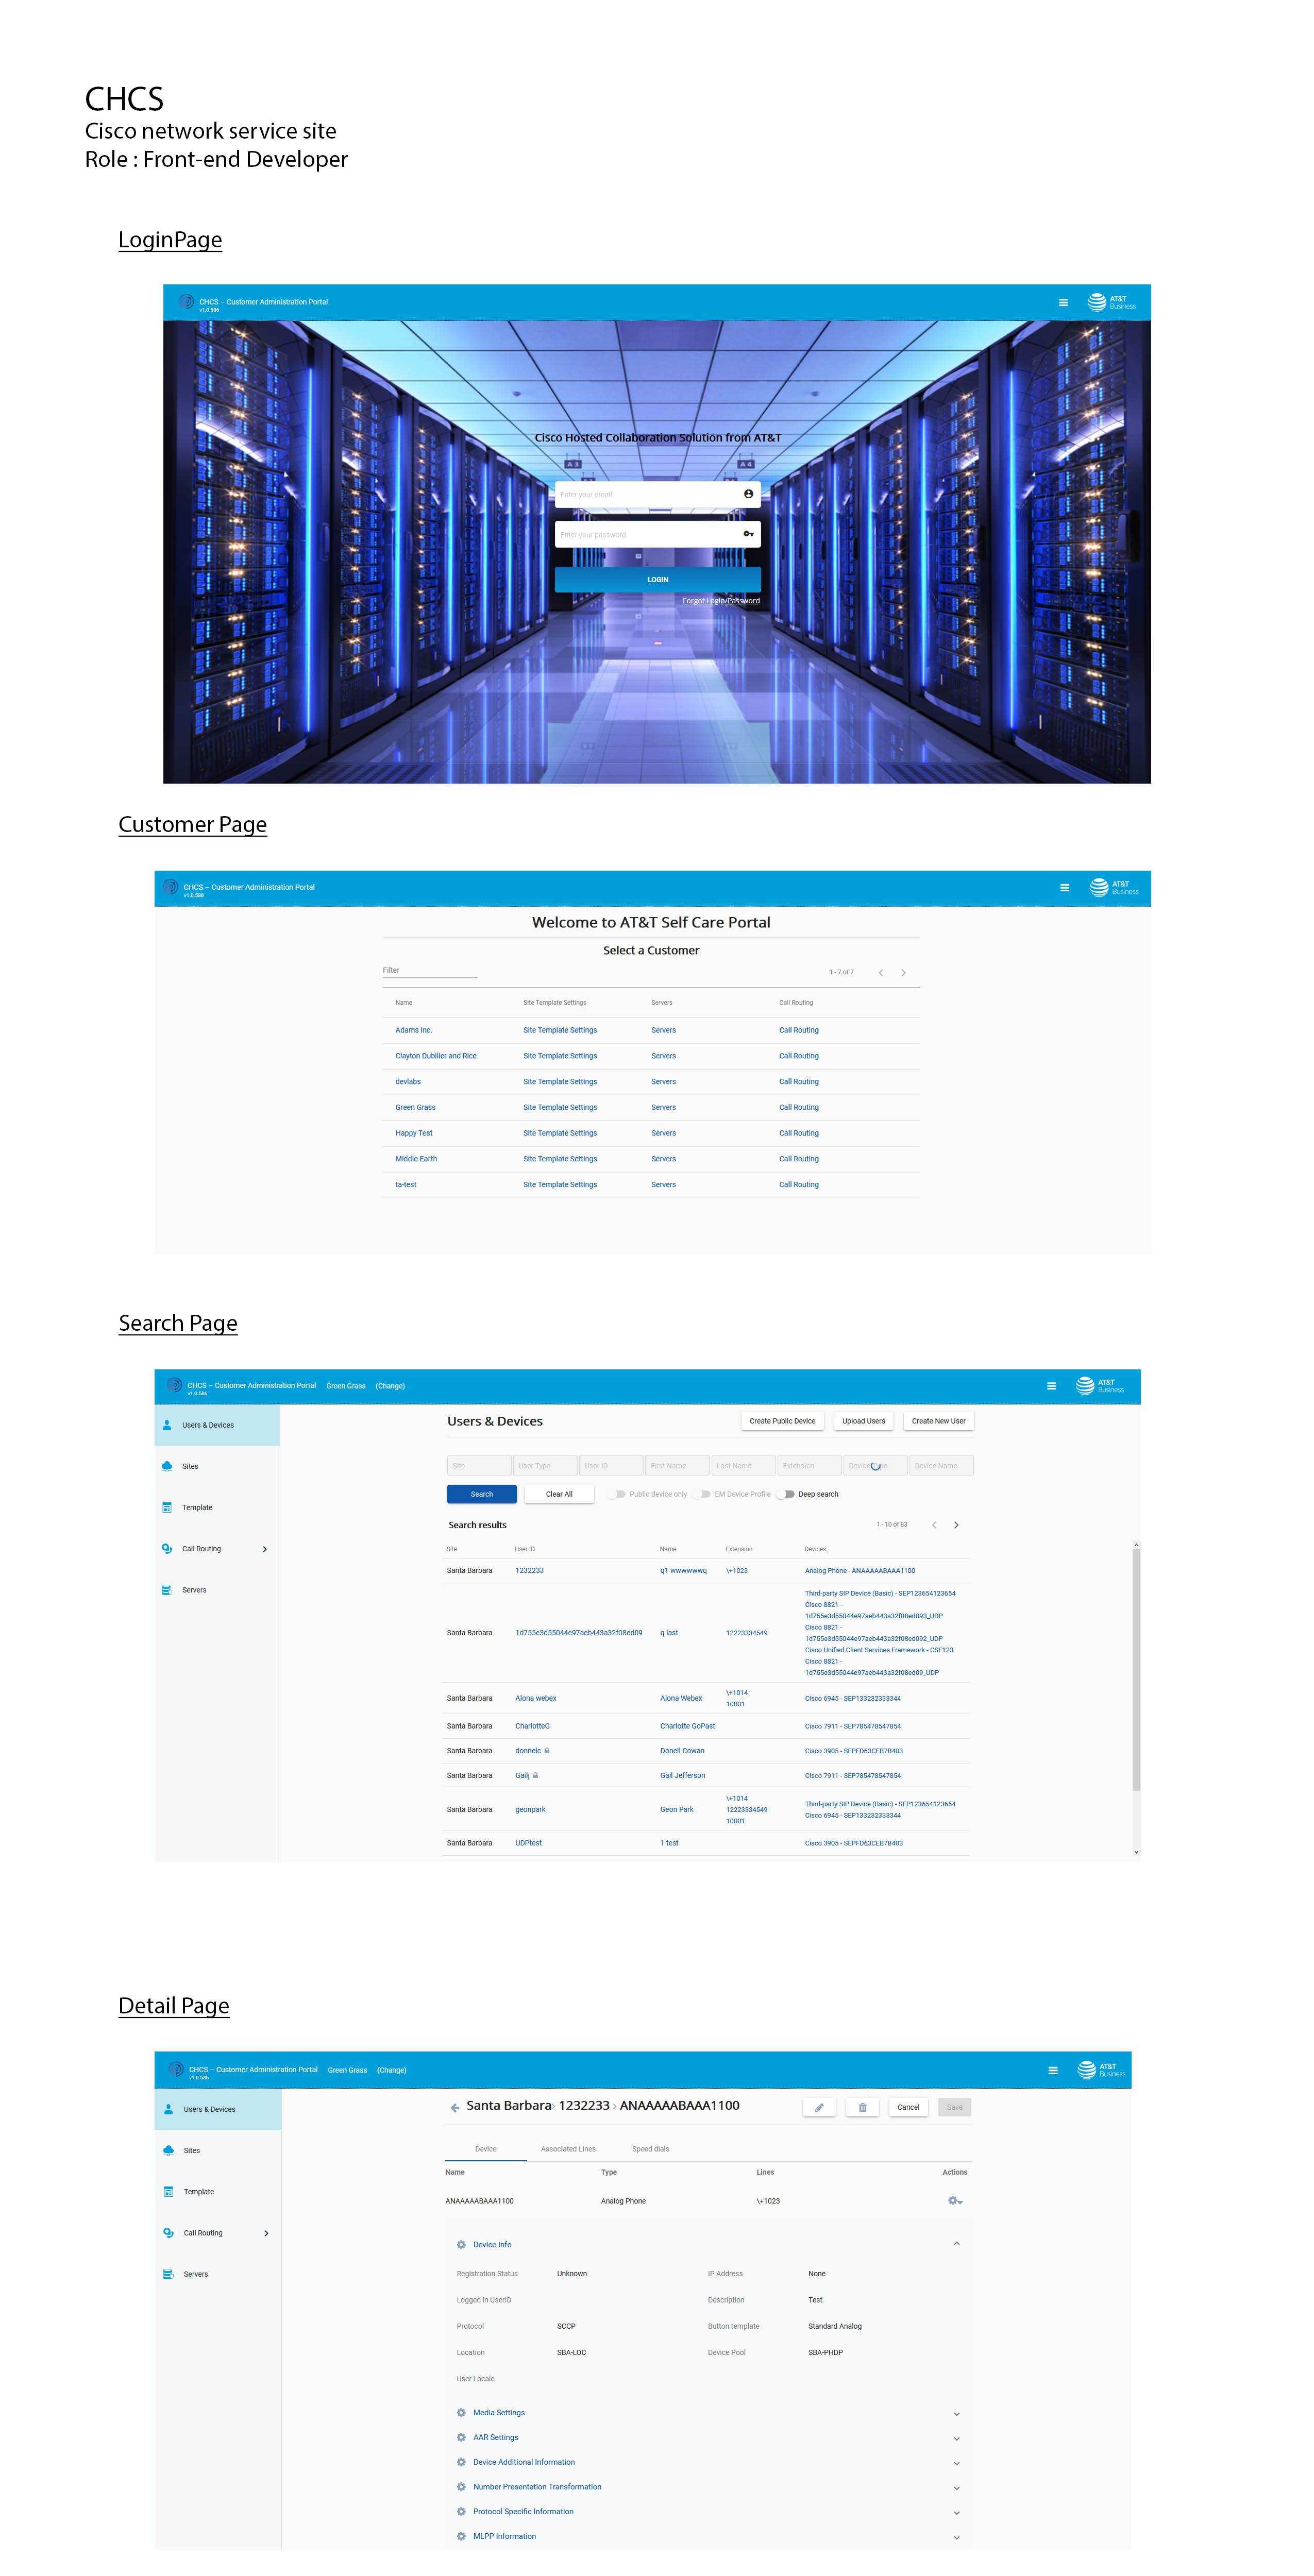 CHCS
Cisco network service site
Role : Front-end Developer
LoginPage
CHCS – Customer Administration Portal
v1.0.586
AT&T
Business
Cisco Hosted Collaboration Solution from AT&T
A 3
A 4
Enter your email
Enter your password
LOGIN
Forgot Login/Password
Customer Page
CHCS – Customer Administration Portal
v1.0.586
AT&T
Business
Welcome to AT&T Self Care Portal
Select a Customer
Filter
1 - 7 of 7
Name Site Template Settings Servers Call Routing
Adams Inc. Site Template Settings Servers Call Routing
Clayton Dubilier and Rice Site Template Settings Servers Call Routing
devlabs Site Template Settings Servers Call Routing
Green Grass Site Template Settings Servers Call Routing
Happy Test Site Template Settings Servers Call Routing
Middle-Earth Site Template Settings Servers Call Routing
ta-test Site Template Settings Servers Call Routing
Search Page
CHCS – Customer Administration Portal Green Grass (Change)
v1.0.586
AT&T
Business
Users & Devices
Sites
Template
Call Routing
Servers
Users & Devices
Create Public Device Upload Users Create New User
Site User Type User ID First Name Last Name Extension Device Type Device Name
Search Clear All Public device only EM Device Profile Deep search
Search results
1 - 10 of 83
Site User ID Name Extension Devices
Santa Barbara 1232233 q1 wwwwwwq \+1023 Analog Phone - ANAAAAABAAA1100
Third-party SIP Device (Basic) - SEP123654123654
Cisco 8821 -
1d755e3d55044e97aeb443a32f08ed093_UDP
Cisco 8821 -
Santa Barbara 1d755e3d55044e97aeb443a32f08ed09 q last 12223334549 1d755e3d55044e97aeb443a32f08ed092_UDP
Cisco Unified Client Services Framework - CSF123
Cisco 8821 -
1d755e3d55044e97aeb443a32f08ed09_UDP
Santa Barbara Alona webex Alona Webex \+1014 Cisco 6945 - SEP133232333344
10001
Santa Barbara CharlotteG Charlotte GoPast Cisco 7911 - SEP785478547854
Santa Barbara donnelc Donell Cowan Cisco 3905 - SEPFD63CEB7B403
Santa Barbara Gailj Gail Jefferson Cisco 7911 - SEP785478547854
\+1014 Third-party SIP Device (Basic) - SEP123654123654
Santa Barbara geonpark Geon Park 12223334549 Cisco 6945 - SEP133232333344
10001
Santa Barbara UDPtest 1 test Cisco 3905 - SEPFD63CEB7B403
Detail Page
CHCS – Customer Administration Portal Green Grass (Change)
v1.0.586
AT&T
Business
Users & Devices
Sites
Template
Call Routing
Servers
Santa Barbara › 1232233 › ANAAAAABAAA1100
Cancel Save
Device Associated Lines Speed dials
Name Type Lines Actions
ANAAAAABAAA1100 Analog Phone \+1023
Device Info
Registration Status Unknown IP Address None
Logged in UserID Description Test
Protocol SCCP Button template Standard Analog
Location SBA-LOC Device Pool SBA-PHDP
User Locale
Media Settings
AAR Settings
Device Additional Information
Number Presentation Transformation
Protocol Specific Information
MLPP Information